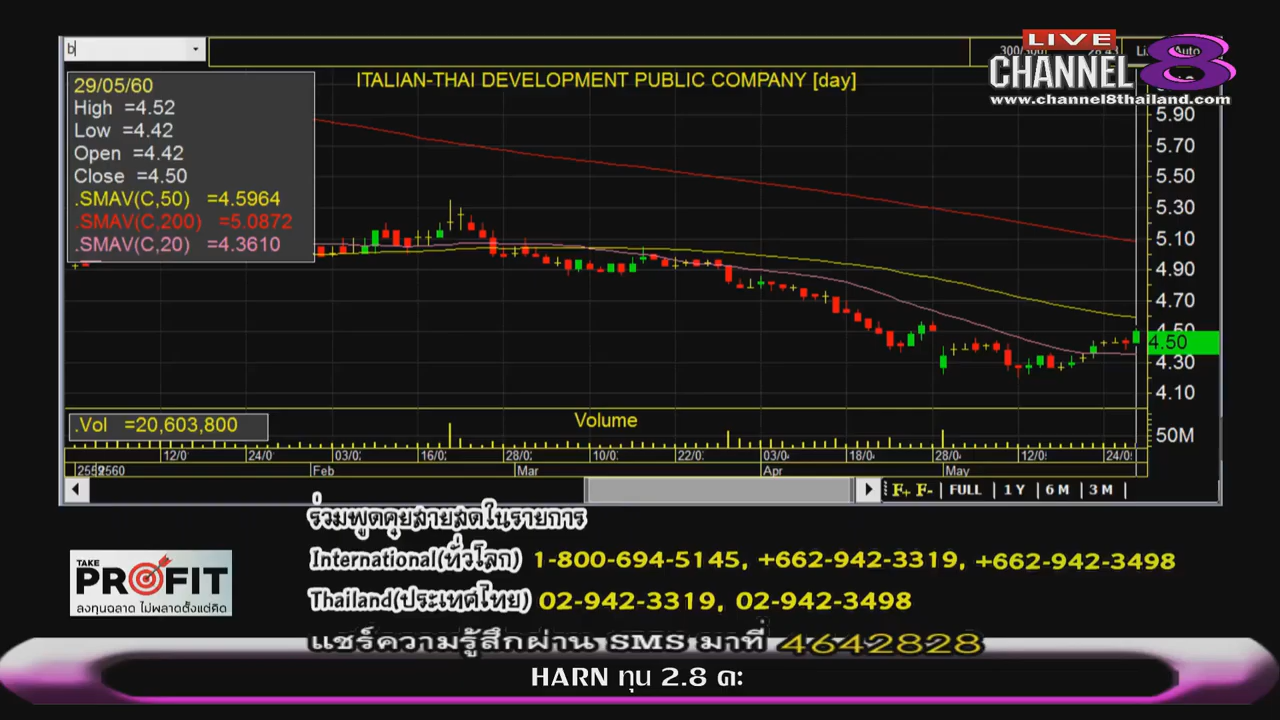 b
LIVE
CHANNEL 8
www.channel8thailand.com
Auto
ITALIAN-THAI DEVELOPMENT PUBLIC COMPANY [day]
29/05/60
High =4.52
Low =4.42
Open =4.42
Close =4.50
.SMAV(C,50) =4.5964
.SMAV(C,200) =5.0872
.SMAV(C,20) =4.3610
5.90
5.70
5.50
5.30
5.10
4.90
4.70
4.50
4.50
4.30
4.10
.Vol =20,603,800
Volume
50M
12/0 24/0 03/0 16/0 28/0 10/0 22/0 03/0 18/0 28/0 12/0 24/0
2560 Feb Mar Apr May
F+ F- FULL 1 Y 6 M 3 M
ร่วมพูดคุยสายสดในรายการ
International(ทั่วโลก) 1-800-694-5145, +662-942-3319, +662-942-3498
Thailand(ประเทศไทย) 02-942-3319, 02-942-3498
แชร์ความรู้สึกผ่าน SMS มาที่ 4642828
TAKE
PROFIT
ลงทุนฉลาด ไม่พลาดตั้งแต่คิด
HARN ทุน 2.8 ค่ะ